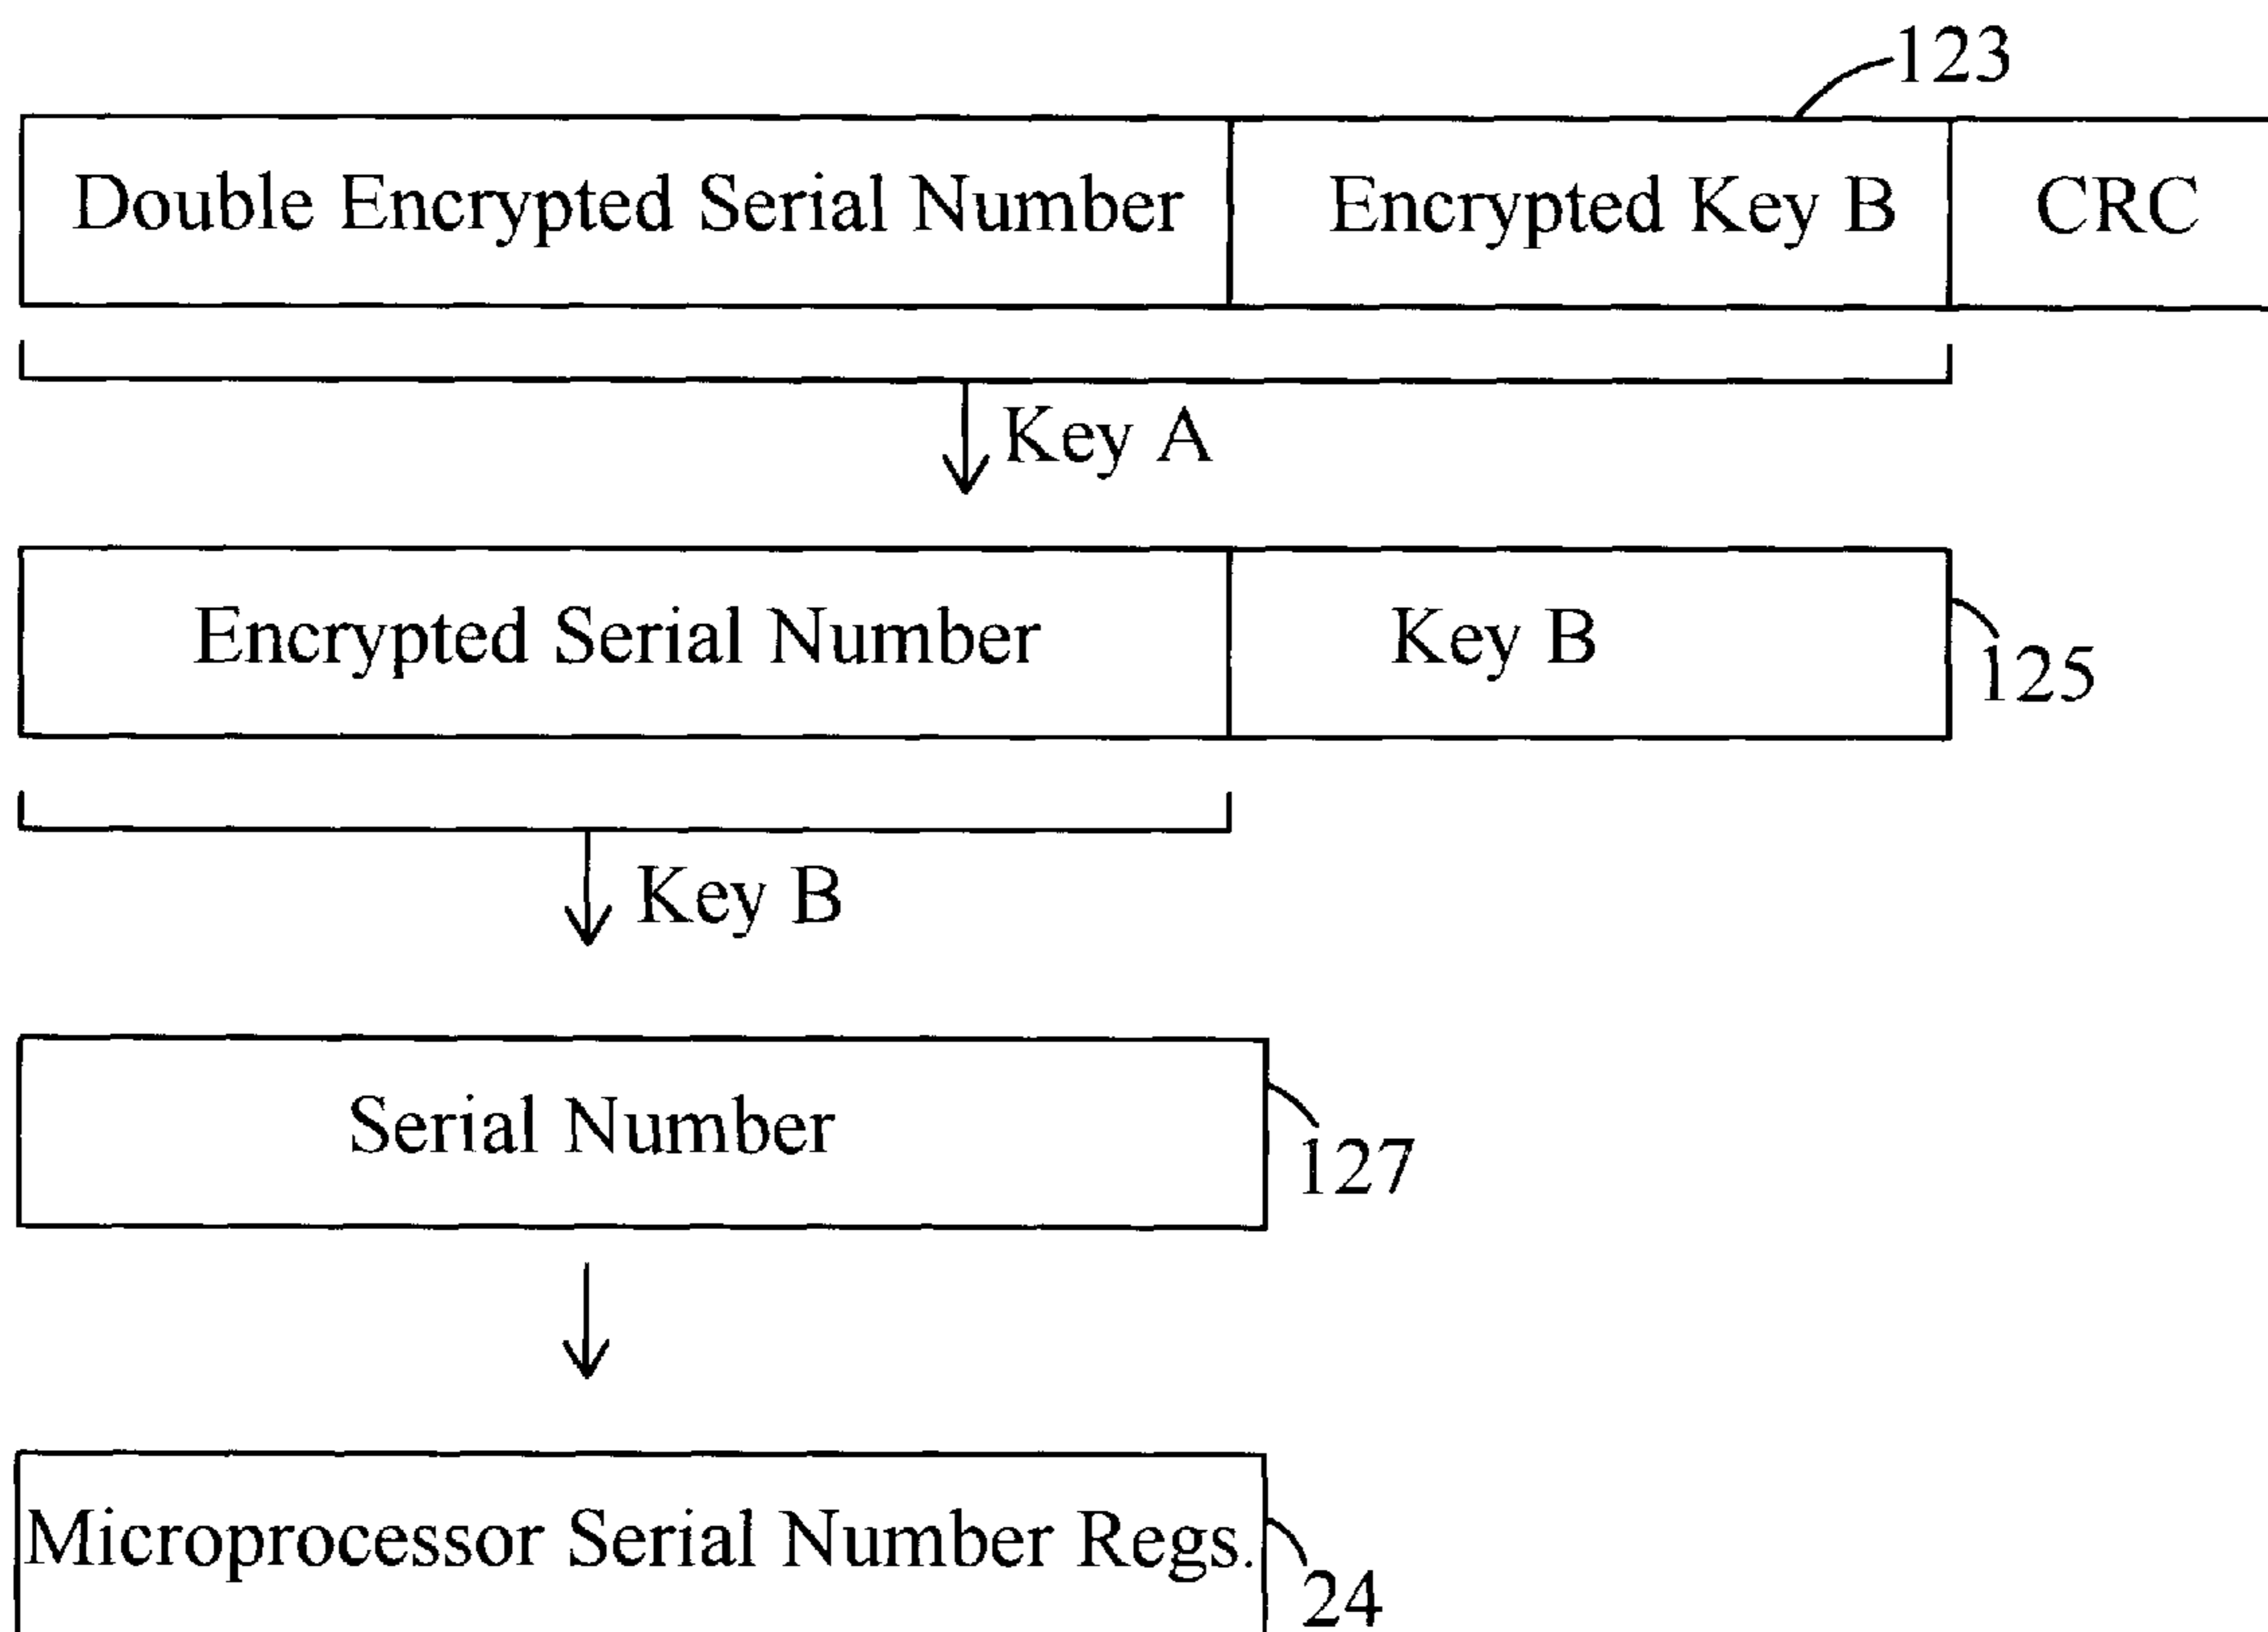 123
Double Encrypted Serial Number Encrypted Key B CRC
Key A
Encrypted Serial Number Key B
125
Key B
Serial Number
127
Microprocessor Serial Number Regs.
24